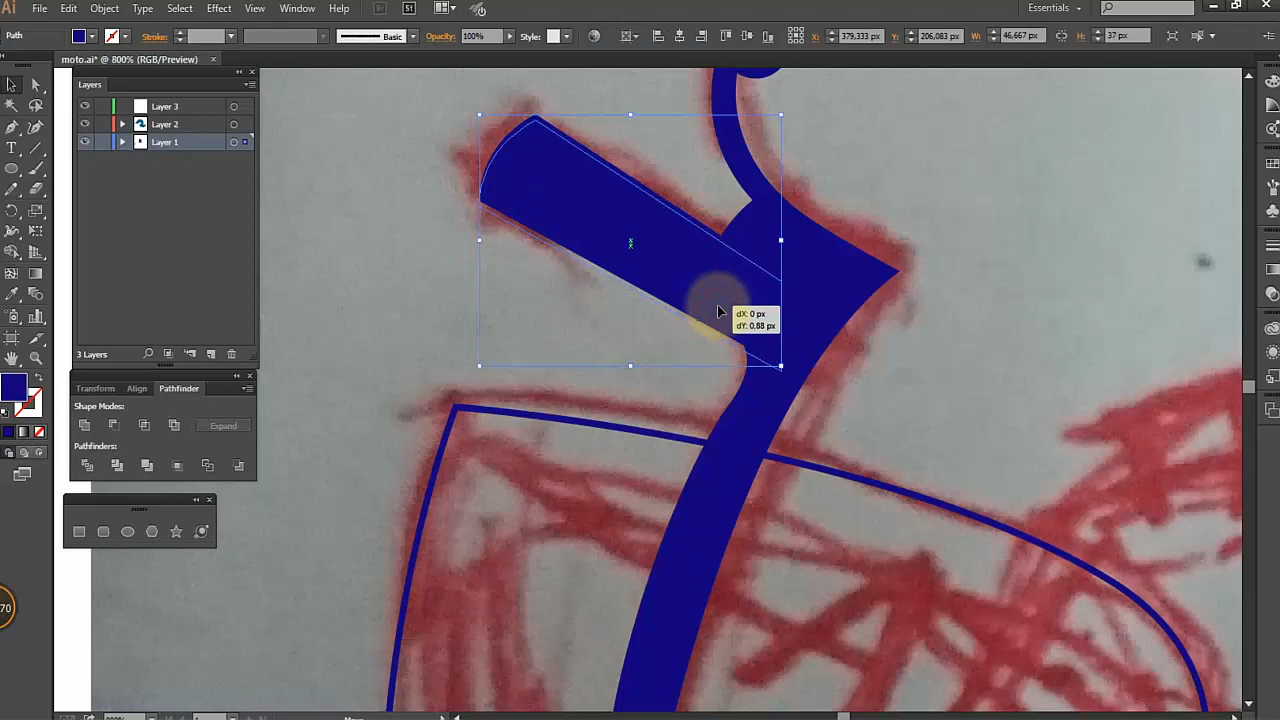 Ai File Edit Object Type Select Effect View Window Help Br St Essentials
Path Stroke: Basic Opacity: 100% Style: X: 379,333 px Y: 206,083 px W: 46,667 px H: 37 px
moto.ai* @ 800% (RGB/Preview)
Layers
Layer 3
Layer 2
Layer 1
dX: 0 px
dY: 0,88 px
3 Layers
Transform Align Pathfinder
Shape Modes:
Expand
Pathfinders:
70